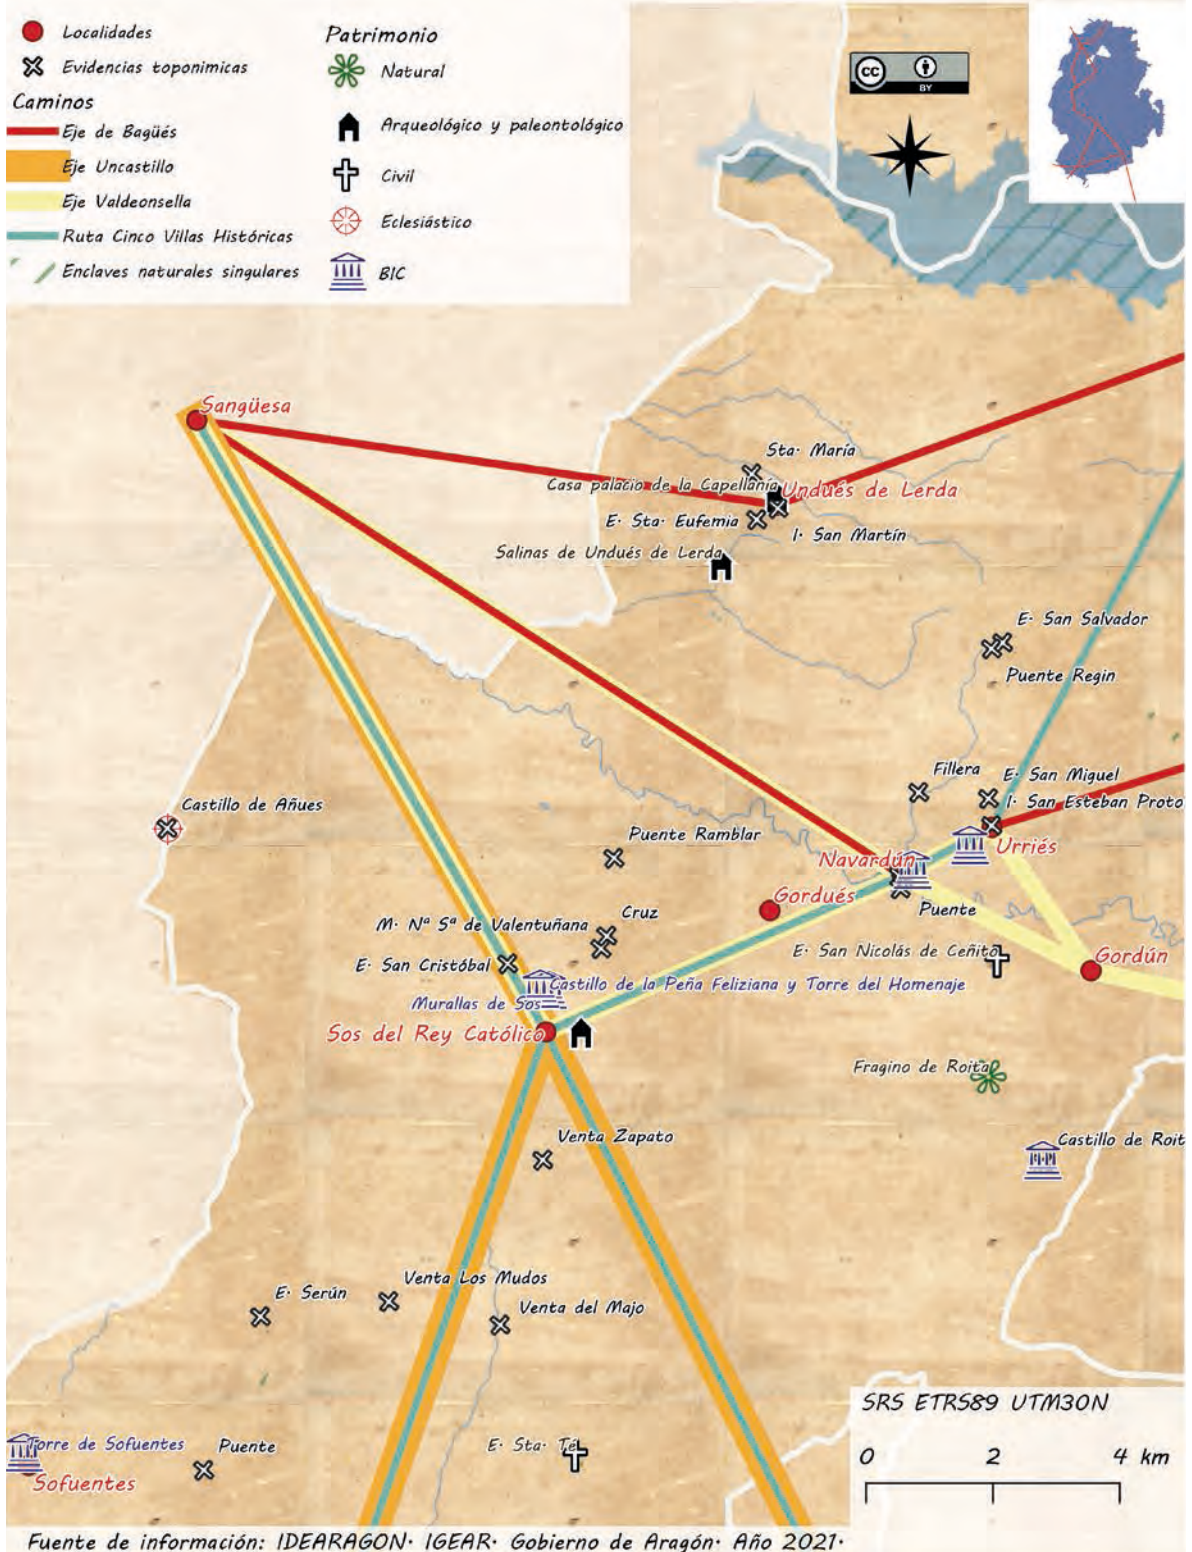 Localidades
Evidencias toponimicas
Caminos
Eje de Bagüés
Eje Uncastillo
Eje Valdeonsella
Ruta Cinco Villas Históricas
Enclaves naturales singulares
Patrimonio
Natural
Arqueológico y paleontológico
Civil
Eclesiástico
BIC
CC
BY
Sangüesa
Sta. María
Casa palacio de la Capellanía
Undués de Lerda
E. Sta. Eufemia
I. San Martín
Salinas de Undués de Lerda
E. San Salvador
Puente Regin
Fillera
E. San Miguel
I. San Esteban Proto
Castillo de Añues
Puente Ramblar
Navardún
Urriés
Gordués
Puente
M. Nª Sª de Valentuñana
Cruz
E. San Cristóbal
E. San Nicolás de Ceñito
Gordún
Castillo de la Peña Feliziana y Torre del Homenaje
Murallas de Sos
Sos del Rey Católico
Fragino de Roita
Venta Zapato
Castillo de Roit
E. Serún
Venta Los Mudos
Venta del Majo
SRS ETRS89 UTM30N
0 2 4 km
Torre de Sofuentes
Puente
E. Sta. Té
Sofuentes
Fuente de información: IDEARAGON. IGEAR. Gobierno de Aragón. Año 2021.